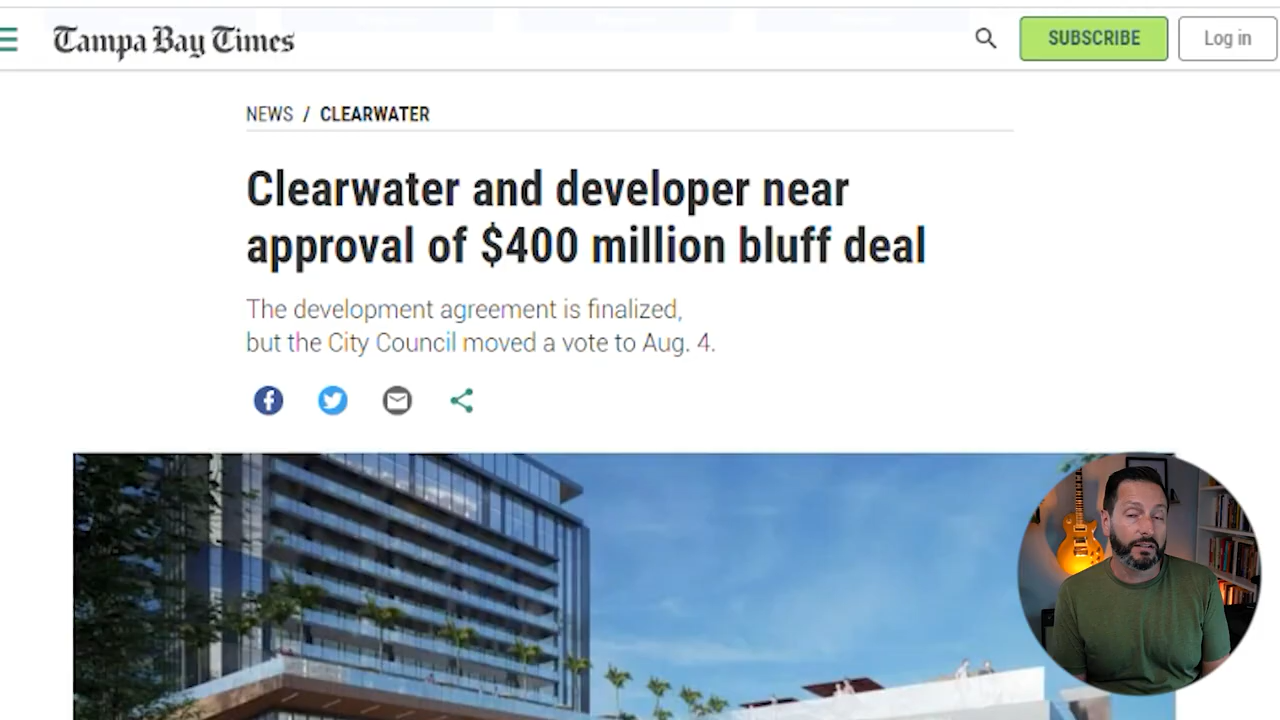 Tampa Bay Times
SUBSCRIBE
Log in
NEWS / CLEARWATER
Clearwater and developer near
approval of $400 million bluff deal
The development agreement is finalized,
but the City Council moved a vote to Aug. 4.